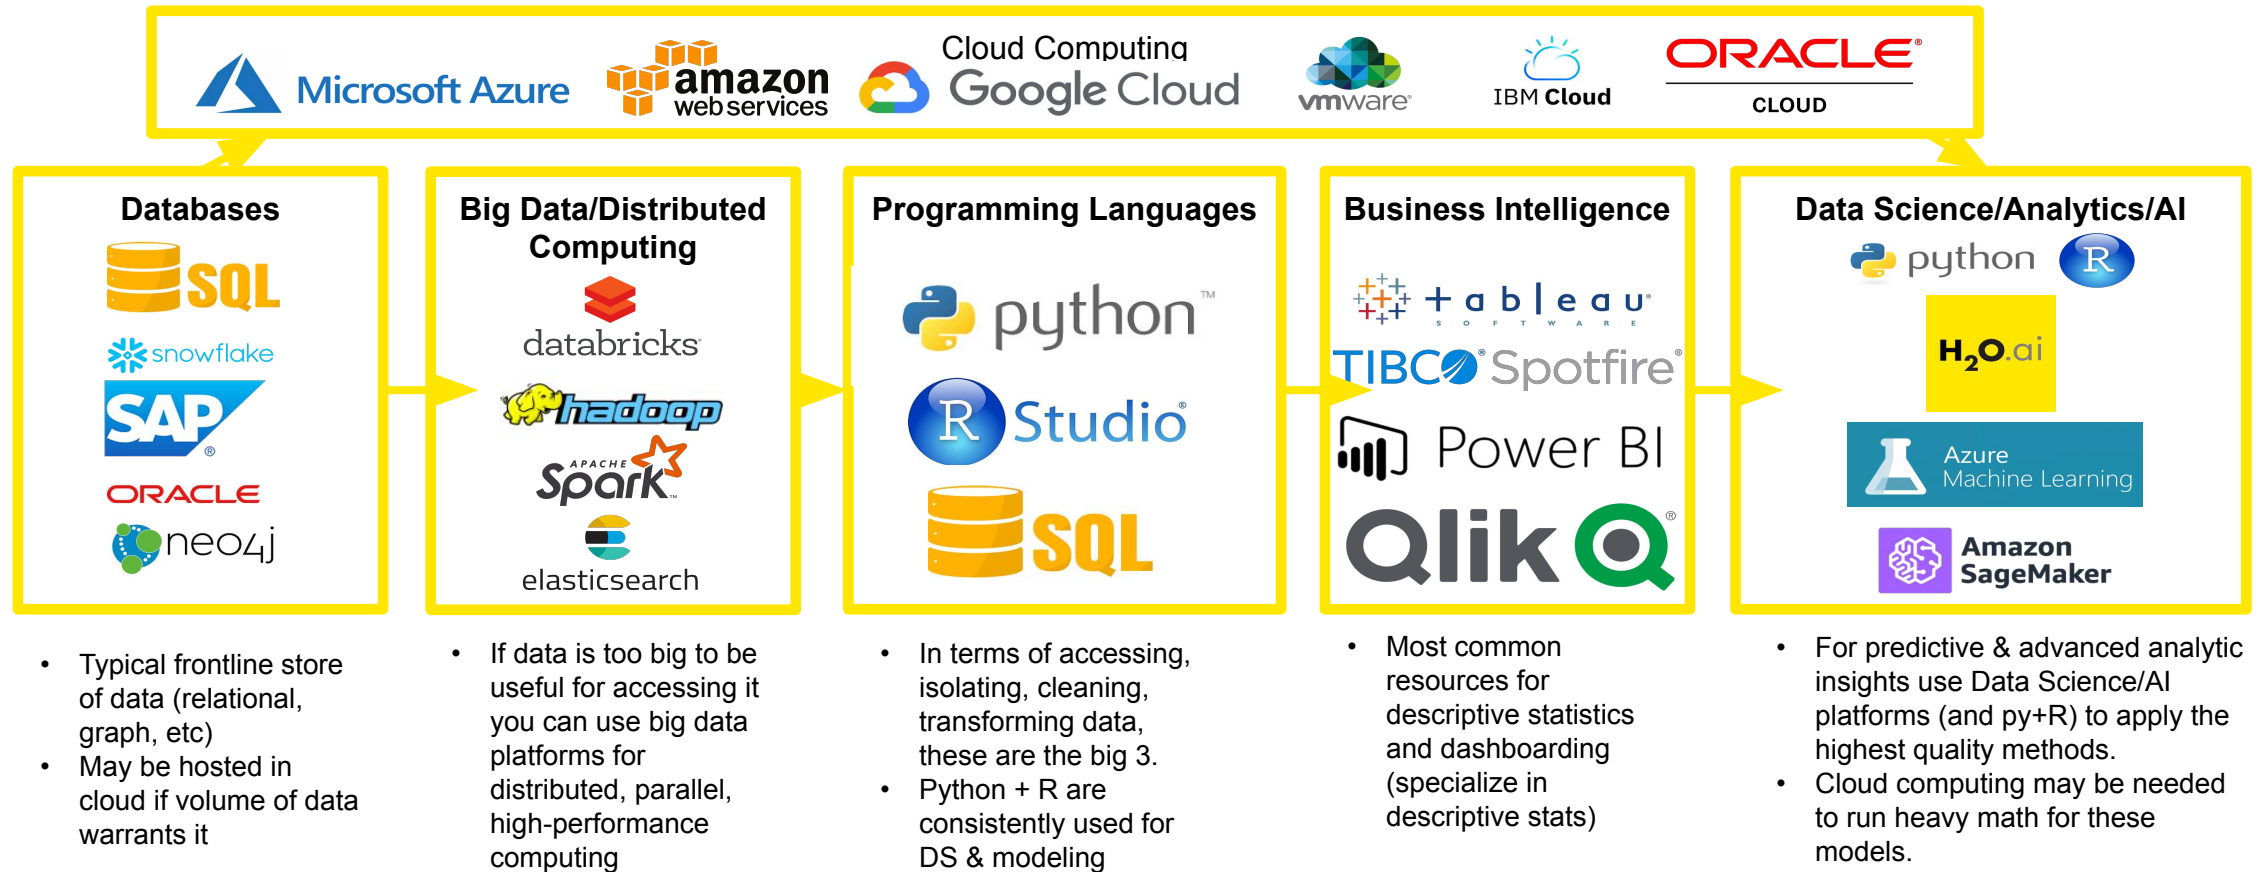 Cloud Computing
Microsoft Azure
amazon
web services
Google Cloud
vmware®
IBM Cloud
ORACLE®
CLOUD
Databases
SQL
snowflake
SAP
®
ORACLE
neo4j
Big Data/Distributed
Computing
databricks
hadoop
APACHE
Spark™
elasticsearch
Programming Languages
python™
R Studio®
SQL
Business Intelligence
+ a b | e a u®
SOFTWARE
TIBCO® Spotfire®
Power BI
Qlik Q®
Data Science/Analytics/AI
python R
H2O.ai
Azure
Machine Learning
Amazon
SageMaker
• Typical frontline store
of data (relational,
graph, etc)
• May be hosted in
cloud if volume of data
warrants it
• If data is too big to be
useful for accessing it
you can use big data
platforms for
distributed, parallel,
high-performance
computing
• In terms of accessing,
isolating, cleaning,
transforming data,
these are the big 3.
• Python + R are
consistently used for
DS & modeling
• Most common
resources for
descriptive statistics
and dashboarding
(specialize in
descriptive stats)
• For predictive & advanced analytic
insights use Data Science/AI
platforms (and py+R) to apply the
highest quality methods.
• Cloud computing may be needed
to run heavy math for these
models.